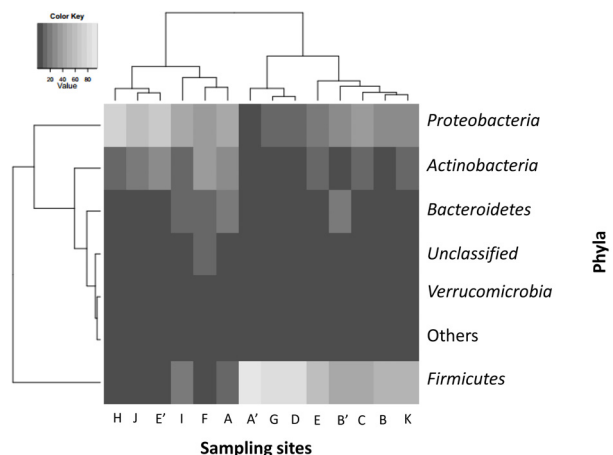 Color Key
20 40 60 80
Value
Proteobacteria
Actinobacteria
Bacteroidetes
Unclassified
Verrucomicrobia
Others
Firmicutes
Phyla
H J E′ I F A A′ G D E B′ C B K
Sampling sites